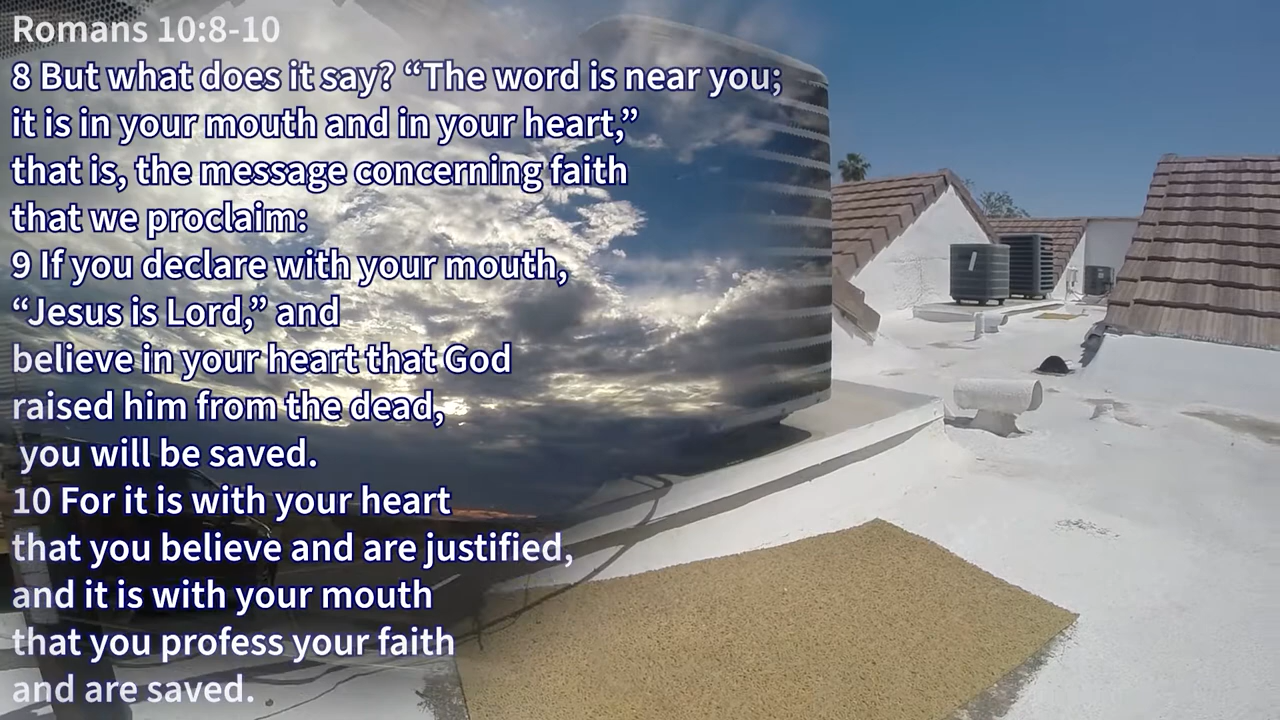 Romans 10:8-10
8 But what does it say? “The word is near you;
it is in your mouth and in your heart,”
that is, the message concerning faith
that we proclaim:
9 If you declare with your mouth,
“Jesus is Lord,” and
believe in your heart that God
raised him from the dead,
you will be saved.
10 For it is with your heart
that you believe and are justified,
and it is with your mouth
that you profess your faith
and are saved.